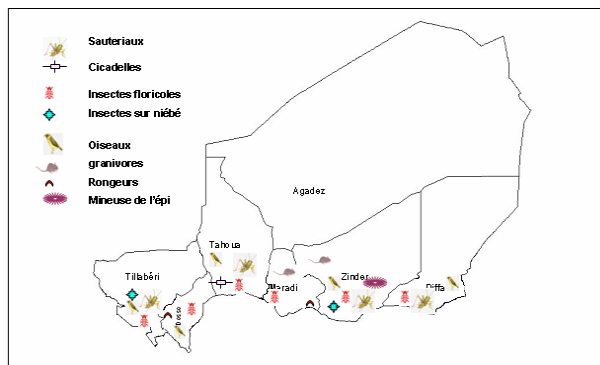 Sauteriaux
Cicadelles
Insectes floricoles
Insectes sur niébé
Oiseaux
granivores
Rongeurs
Mineuse de l'épi
Agadez
Tahoua
Tillabéri
Zinder
Diffa